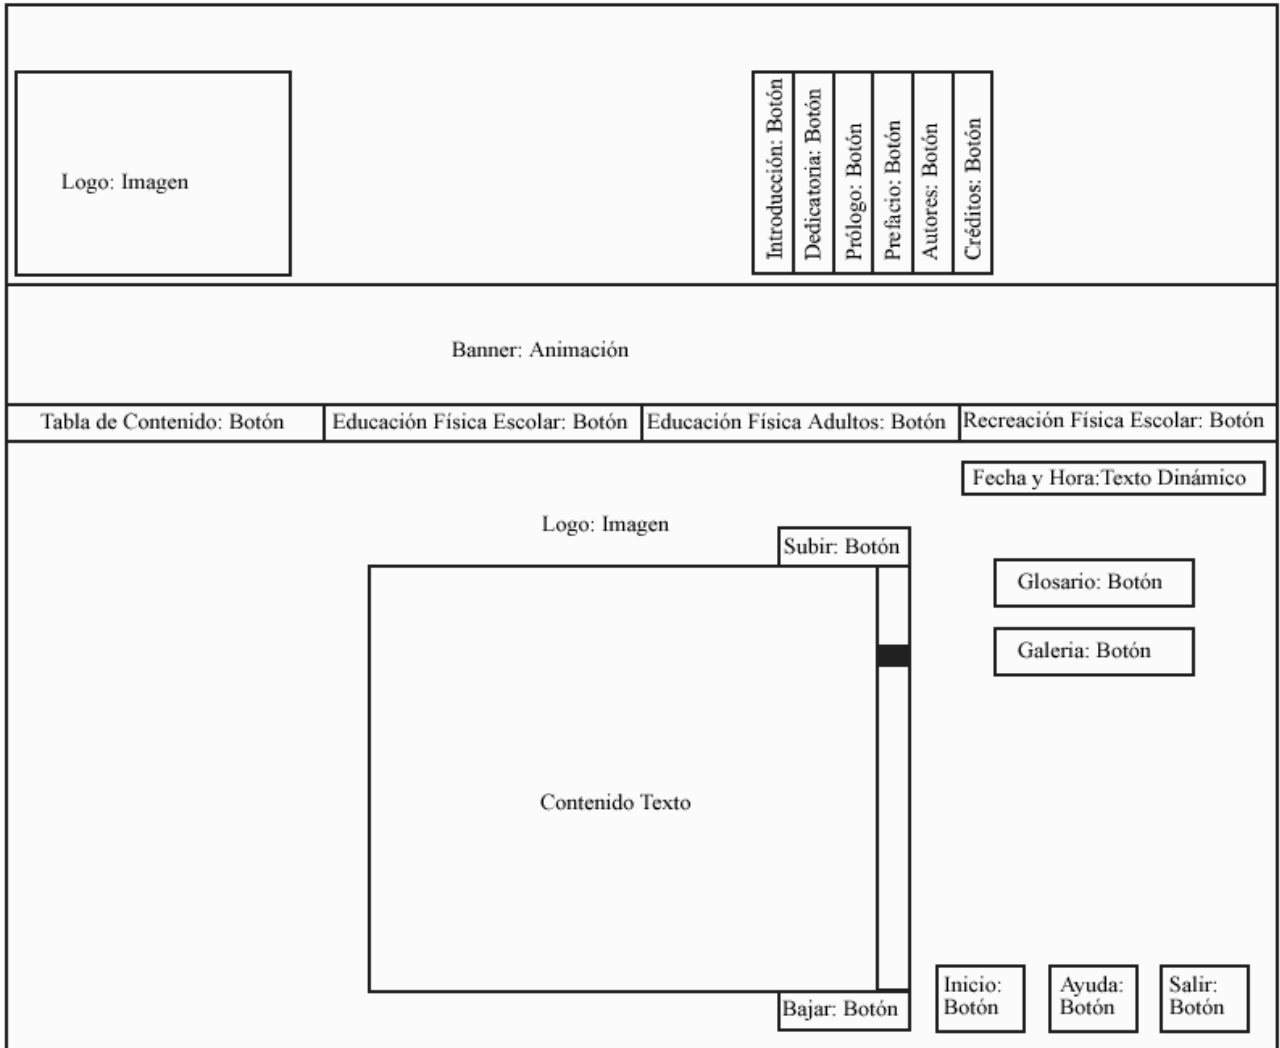 Logo: Imagen
Introducción: Botón
Dedicatoria: Botón
Prólogo: Botón
Prefacio: Botón
Autores: Botón
Créditos: Botón
Banner: Animación
Tabla de Contenido: Botón
Educación Física Escolar: Botón
Educación Física Adultos: Botón
Recreación Física Escolar: Botón
Fecha y Hora:Texto Dinámico
Logo: Imagen
Subir: Botón
Glosario: Botón
Galeria: Botón
Contenido Texto
Bajar: Botón
Inicio:
Botón
Ayuda:
Botón
Salir:
Botón